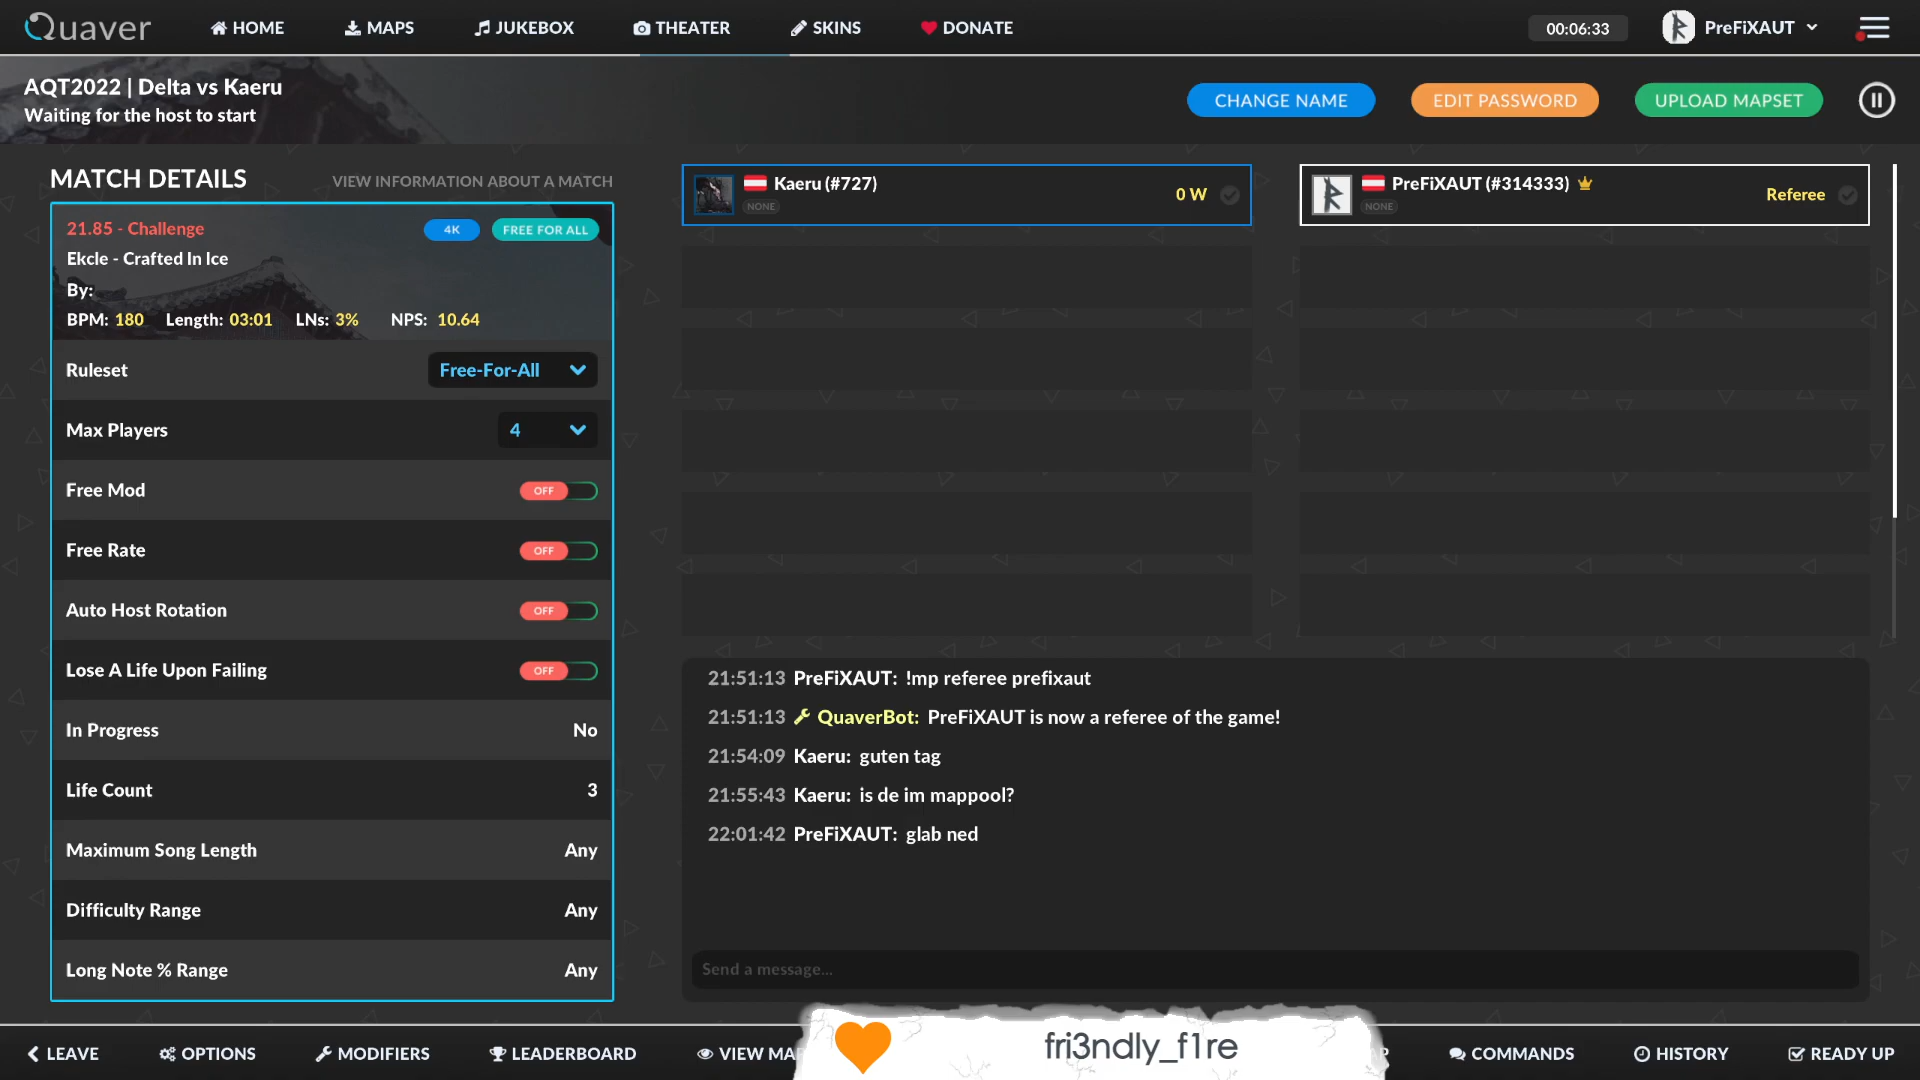 Quaver
HOME
MAPS
JUKEBOX
THEATER
SKINS
DONATE
00:06:33
PreFiXAUT
AQT2022 | Delta vs Kaeru
Waiting for the host to start
CHANGE NAME
EDIT PASSWORD
UPLOAD MAPSET
MATCH DETAILS
VIEW INFORMATION ABOUT A MATCH
21.85 - Challenge
4K
FREE FOR ALL
Ekcle - Crafted In Ice
By:
BPM: 180 Length: 03:01 LNs: 3% NPS: 10.64
Ruleset
Free-For-All
Max Players
4
Free Mod
OFF
Free Rate
OFF
Auto Host Rotation
OFF
Lose A Life Upon Failing
OFF
In Progress
No
Life Count
3
Maximum Song Length
Any
Difficulty Range
Any
Long Note % Range
Any
Kaeru (#727)
NONE
0 W
PreFiXAUT (#314333)
NONE
Referee
21:51:13 PreFiXAUT: !mp referee prefixaut
21:51:13 QuaverBot: PreFiXAUT is now a referee of the game!
21:54:09 Kaeru: guten tag
21:55:43 Kaeru: is de im mappool?
22:01:42 PreFiXAUT: glab ned
Send a message...
LEAVE
OPTIONS
MODIFIERS
LEADERBOARD
VIEW MA
fri3ndly_f1re
COMMANDS
HISTORY
READY UP